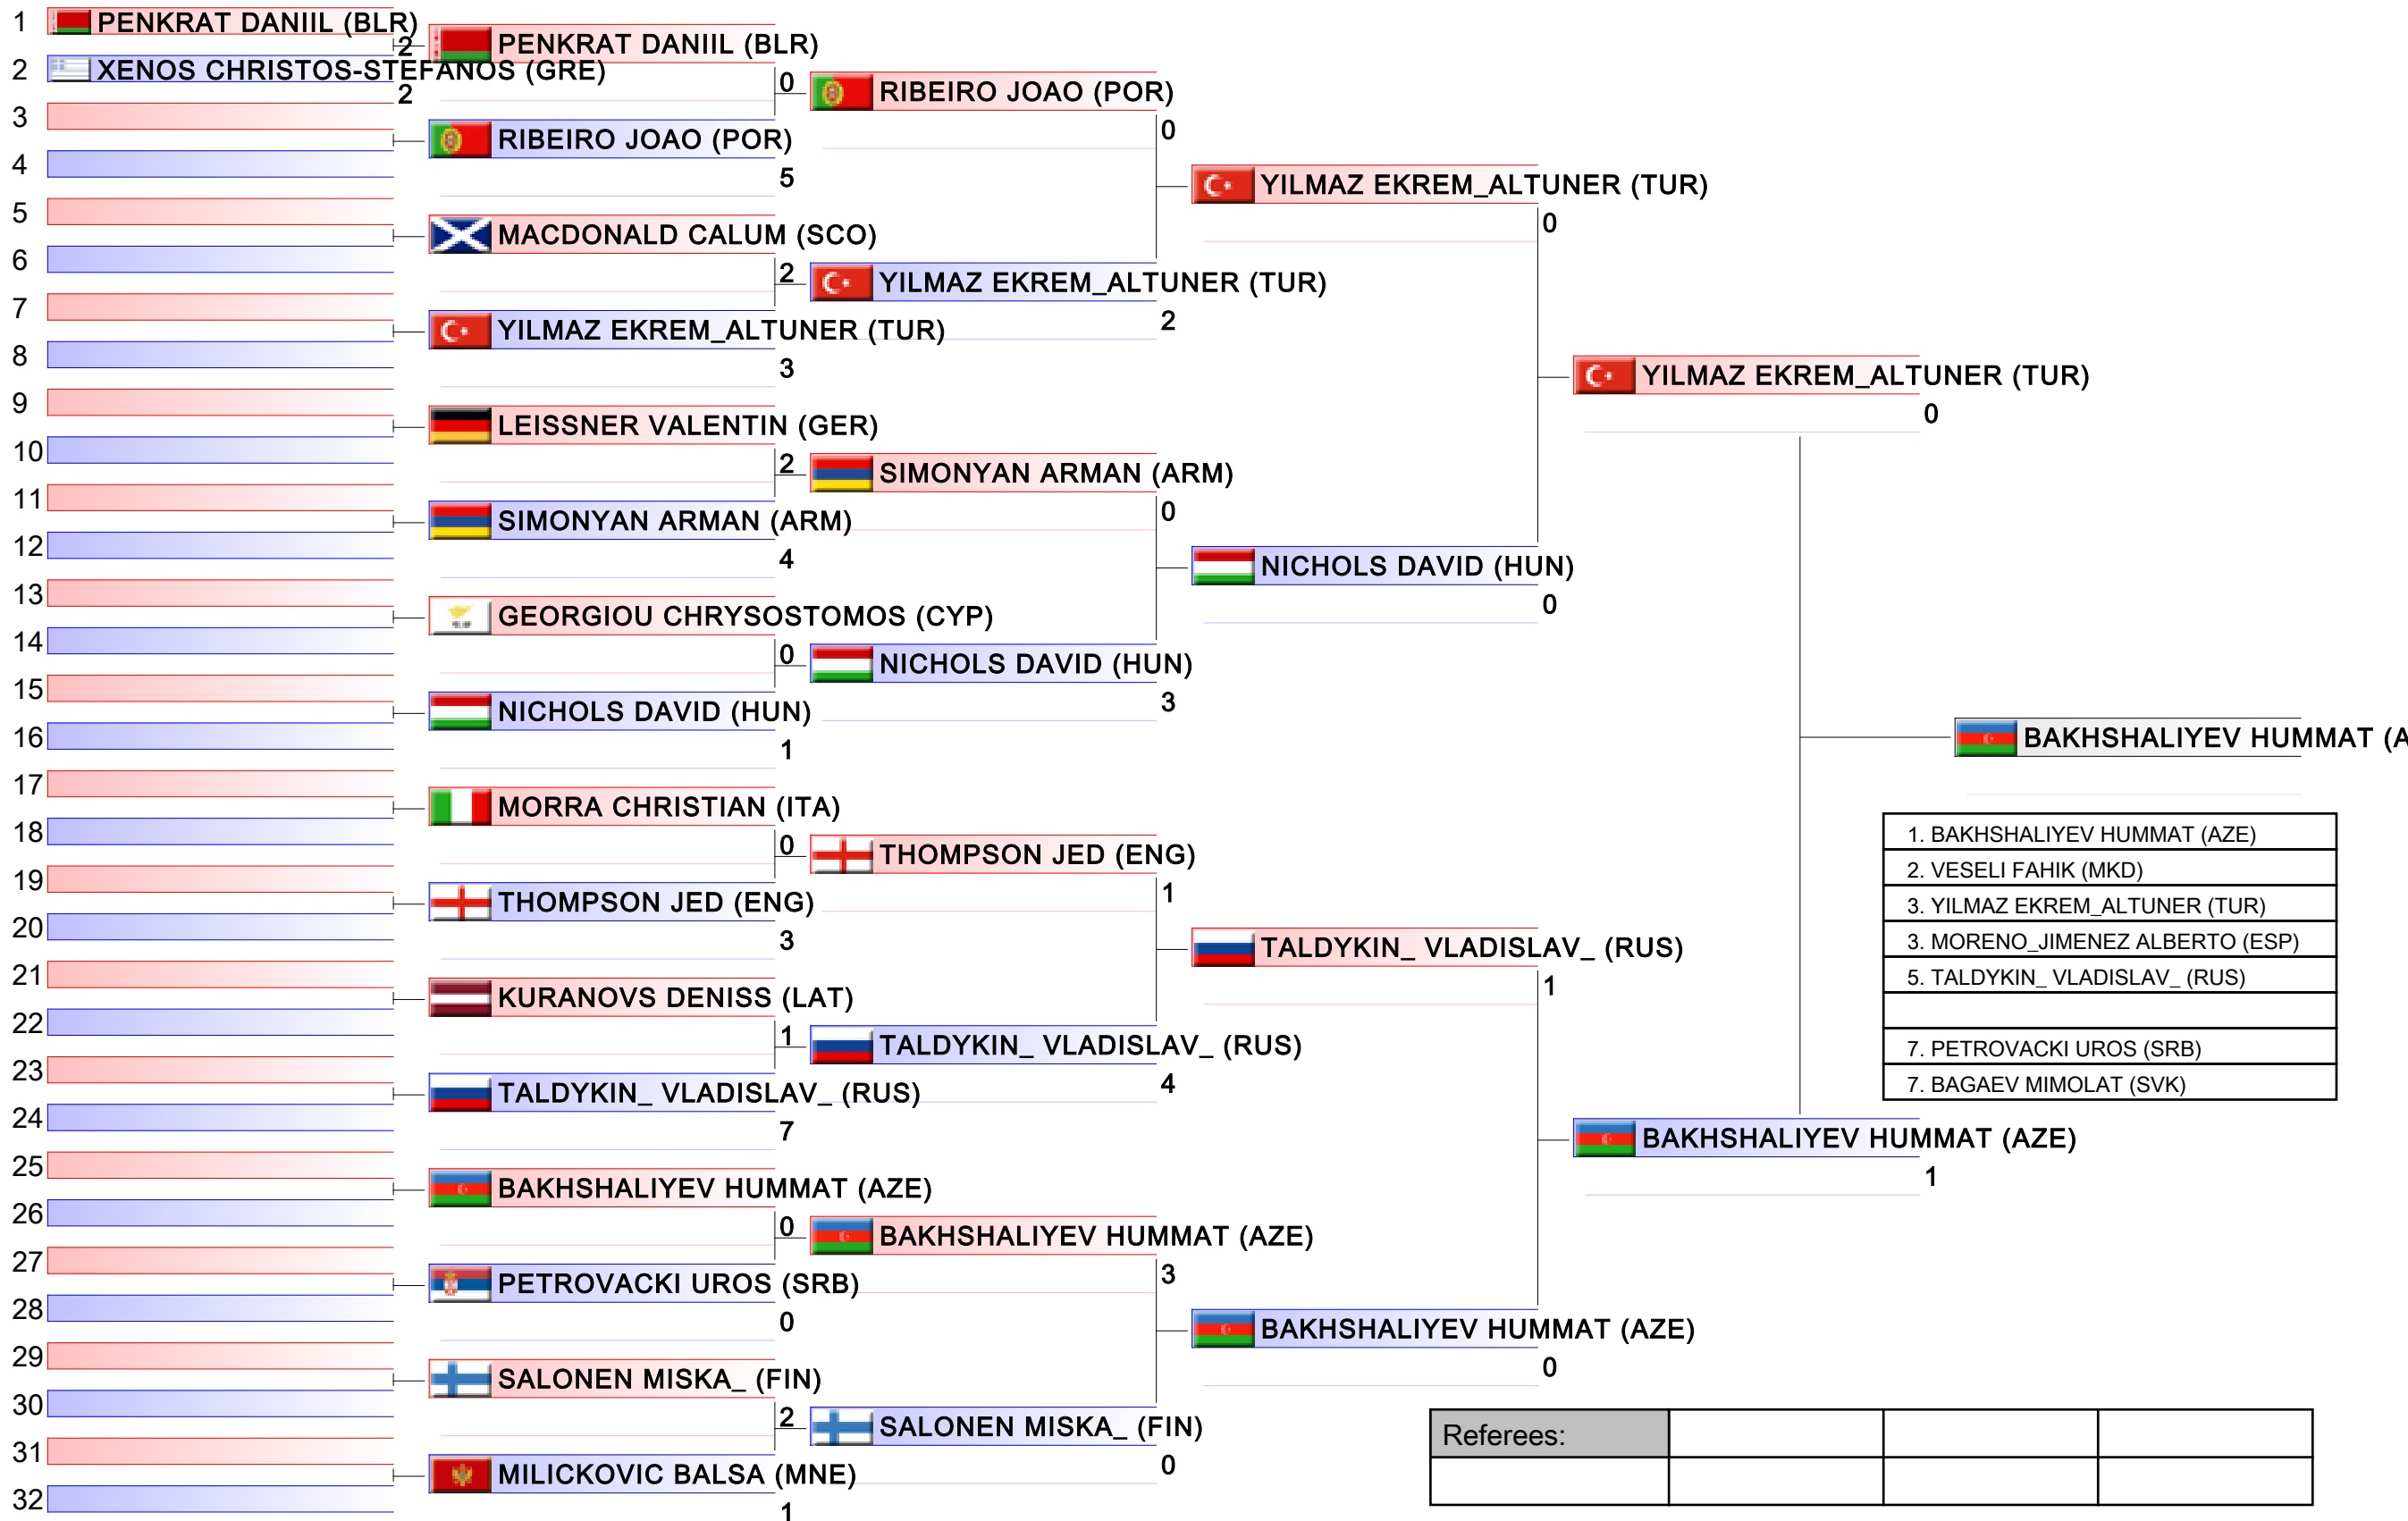 1 PENKRAT DANIIL (BLR)
2
2 XENOS CHRISTOS-STEFANOS (GRE)
2
3
4
5
6
7
8
9
10
11
12
13
14
15
16
17
18
19
20
21
22
23
24
25
26
27
28
29
30
31
32
PENKRAT DANIIL (BLR)
0
RIBEIRO JOAO (POR)
5
MACDONALD CALUM (SCO)
2
YILMAZ EKREM_ALTUNER (TUR)
3
LEISSNER VALENTIN (GER)
2
SIMONYAN ARMAN (ARM)
4
GEORGIOU CHRYSOSTOMOS (CYP)
0
NICHOLS DAVID (HUN)
1
MORRA CHRISTIAN (ITA)
0
THOMPSON JED (ENG)
3
KURANOVS DENISS (LAT)
1
TALDYKIN_ VLADISLAV_ (RUS)
7
BAKHSHALIYEV HUMMAT (AZE)
0
PETROVACKI UROS (SRB)
0
SALONEN MISKA_ (FIN)
2
MILICKOVIC BALSA (MNE)
1
RIBEIRO JOAO (POR)
0
YILMAZ EKREM_ALTUNER (TUR)
2
SIMONYAN ARMAN (ARM)
0
NICHOLS DAVID (HUN)
3
THOMPSON JED (ENG)
1
TALDYKIN_ VLADISLAV_ (RUS)
4
BAKHSHALIYEV HUMMAT (AZE)
3
SALONEN MISKA_ (FIN)
0
YILMAZ EKREM_ALTUNER (TUR)
0
NICHOLS DAVID (HUN)
0
TALDYKIN_ VLADISLAV_ (RUS)
1
BAKHSHALIYEV HUMMAT (AZE)
0
YILMAZ EKREM_ALTUNER (TUR)
0
BAKHSHALIYEV HUMMAT (AZE)
1
BAKHSHALIYEV HUMMAT (A
1. BAKHSHALIYEV HUMMAT (AZE)
2. VESELI FAHIK (MKD)
3. YILMAZ EKREM_ALTUNER (TUR)
3. MORENO_JIMENEZ ALBERTO (ESP)
5. TALDYKIN_ VLADISLAV_ (RUS)
7. PETROVACKI UROS (SRB)
7. BAGAEV MIMOLAT (SVK)
Referees: